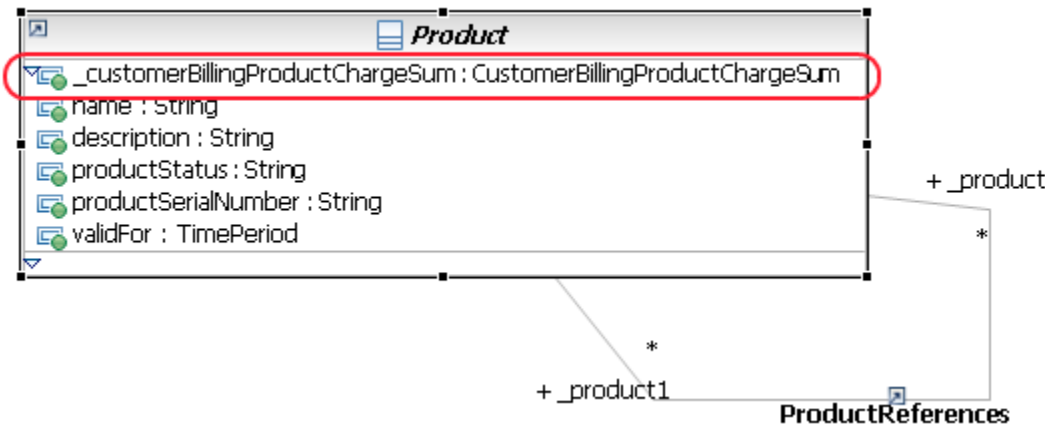 Product
_customerBillingProductChargeSum : CustomerBillingProductChargeSum
name : String
description : String
productStatus : String
productSerialNumber : String
validFor : TimePeriod
+ _product
*
*
+ _product1
ProductReferences